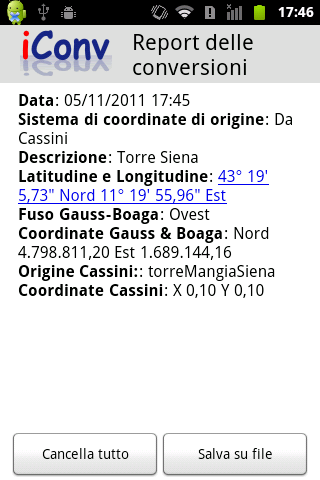 17:46
iConv
Report delle
conversioni
Data: 05/11/2011 17:45
Sistema di coordinate di origine: Da
Cassini
Descrizione: Torre Siena
Latitudine e Longitudine: 43° 19'
5,73" Nord 11° 19' 55,96" Est
Fuso Gauss-Boaga: Ovest
Coordinate Gauss & Boaga: Nord
4.798.811,20 Est 1.689.144,16
Origine Cassini:: torreMangiaSiena
Coordinate Cassini: X 0,10 Y 0,10
Cancella tutto
Salva su file